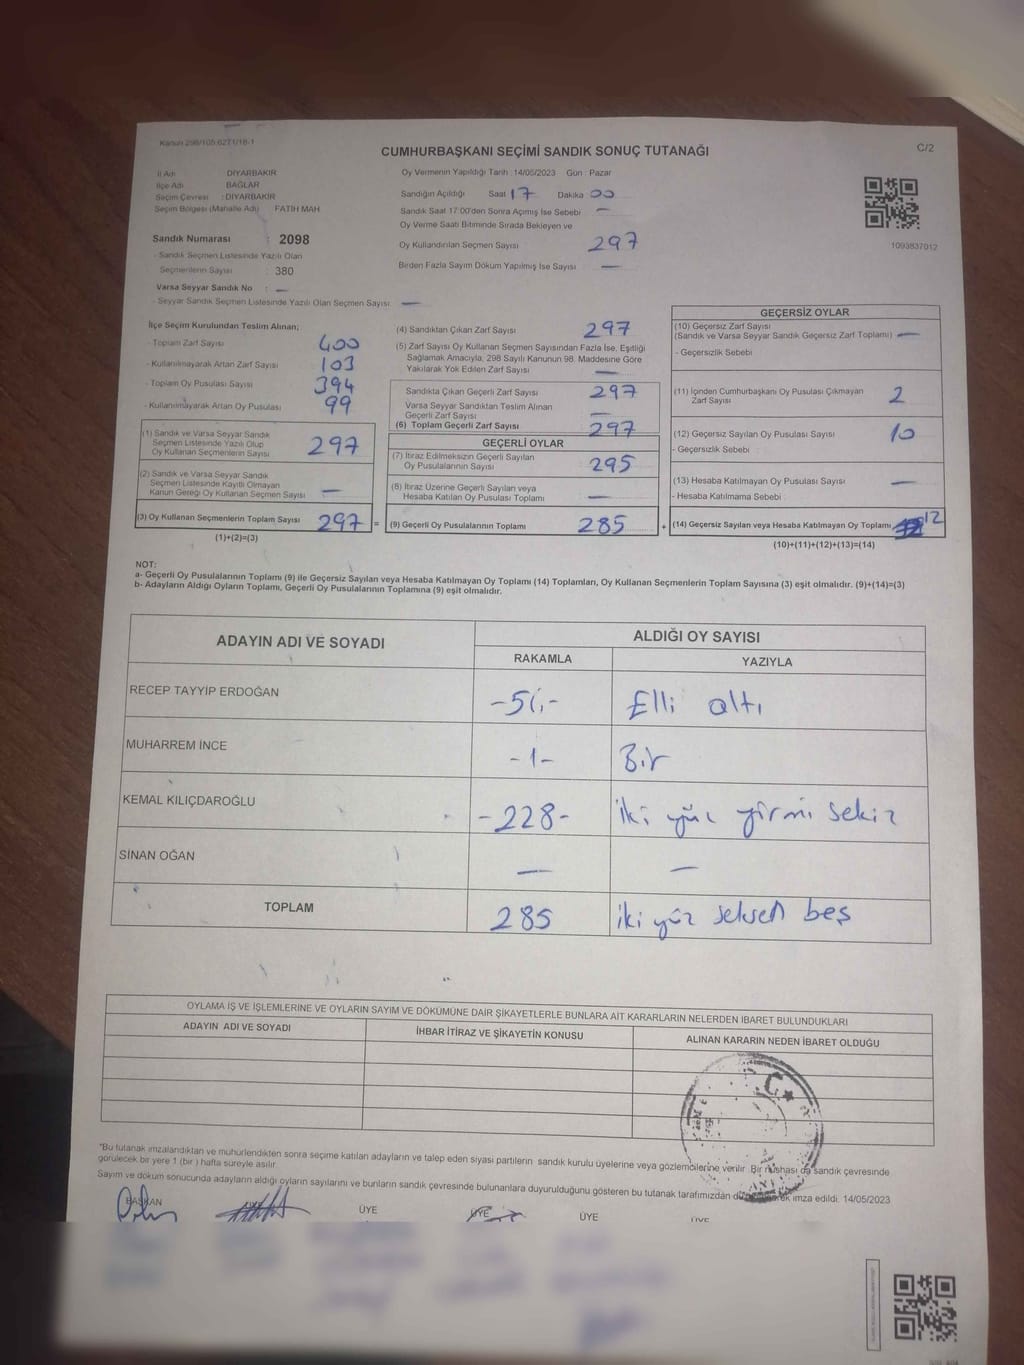 Kanun 298/105,6271/18-1
CUMHURBAŞKANI SEÇİMİ SANDIK SONUÇ TUTANAĞI
C/2
İl Adı : DİYARBAKIR
İlçe Adı : BAĞLAR
Seçim Çevresi : DİYARBAKIR
Seçim Bölgesi (Mahalle Adı) : FATİH MAH
Sandık Numarası : 2098
- Sandık Seçmen Listesinde Yazılı Olan
Seçmenlerin Sayısı : 380
Varsa Seyyar Sandık No : —
- Seyyar Sandık Seçmen Listesinde Yazılı Olan Seçmen Sayısı : —
Oy Vermenin Yapıldığı Tarih : 14/05/2023 Gün : Pazar
Sandığın Açıldığı Saat 17 Dakika 00
Sandık Saat 17:00'den Sonra Açımış İse Sebebi —
Oy Verme Saati Bitiminde Sırada Bekleyen ve
Oy Kullandırılan Seçmen Sayısı 297
Birden Fazla Sayım Döküm Yapılmış İse Sayısı —
1093837012
İlçe Seçim Kurulundan Teslim Alınan;
- Toplam Zarf Sayısı 400
- Kullanılmayarak Artan Zarf Sayısı 103
- Toplam Oy Pusulası Sayısı 394
- Kullanılmayarak Artan Oy Pusulası 99
(1) Sandık ve Varsa Seyyar Sandık
Seçmen Listesinde Yazılı Olup
Oy Kullanan Seçmenlerin Sayısı 297
(2) Sandık ve Varsa Seyyar Sandık
Seçmen Listesinde Kayıtlı Olmayan
Kanun Gereği Oy Kullanan Seçmen Sayısı —
(3) Oy Kullanan Seçmenlerin Toplam Sayısı 297 =
(1)+(2)=(3)
(4) Sandıktan Çıkan Zarf Sayısı 297
(5) Zarf Sayısı Oy Kullanan Seçmen Sayısından Fazla İse, Eşitliği
Sağlamak Amacıyla, 298 Sayılı Kanunun 98. Maddesine Göre
Yakılarak Yok Edilen Zarf Sayısı —
Sandıkta Çıkan Geçerli Zarf Sayısı 297
Varsa Seyyar Sandıktan Teslim Alınan
Geçerli Zarf Sayısı —
(6) Toplam Geçerli Zarf Sayısı 297
GEÇERLİ OYLAR
(7) İtiraz Edilmeksizin Geçerli Sayılan
Oy Pusulalarının Sayısı 295
(8) İtiraz Üzerine Geçerli Sayılan veya
Hesaba Katılan Oy Pusulası Toplamı —
(9) Geçerli Oy Pusulalarının Toplamı 285 +
GEÇERSİZ OYLAR
(10) Geçersiz Zarf Sayısı
(Sandık ve Varsa Seyyar Sandık Geçersiz Zarf Toplamı) —
- Geçersizlik Sebebi
(11) İçinden Cumhurbaşkanı Oy Pusulası Çıkmayan
Zarf Sayısı 2
(12) Geçersiz Sayılan Oy Pusulası Sayısı 10
- Geçersizlik Sebebi
(13) Hesaba Katılmayan Oy Pusulası Sayısı —
- Hesaba Katılmama Sebebi
(14) Geçersiz Sayılan veya Hesaba Katılmayan Oy Toplamı 12
(10)+(11)+(12)+(13)=(14)
NOT:
a- Geçerli Oy Pusulalarının Toplamı (9) ile Geçersiz Sayılan veya Hesaba Katılmayan Oy Toplamı (14) Toplamları, Oy Kullanan Seçmenlerin Toplam Sayısına (3) eşit olmalıdır. (9)+(14)=(3)
b- Adayların Aldığı Oyların Toplamı, Geçerli Oy Pusulalarının Toplamına (9) eşit olmalıdır.
ADAYIN ADI VE SOYADI
ALDIĞI OY SAYISI
RAKAMLA YAZIYLA
RECEP TAYYİP ERDOĞAN -56- Elli altı
MUHARREM İNCE -1- Bir
KEMAL KILIÇDAROĞLU -228- iki yüz yirmi sekiz
SİNAN OĞAN — —
TOPLAM 285 iki yüz seksen beş
OYLAMA İŞ VE İŞLEMLERİNE VE OYLARIN SAYIM VE DÖKÜMÜNE DAİR ŞİKAYETLERLE BUNLARA AİT KARARLARIN NELERDEN İBARET BULUNDUKLARI
ADAYIN ADI VE SOYADI İHBAR İTİRAZ VE ŞİKAYETİN KONUSU ALINAN KARARIN NEDEN İBARET OLDUĞU
*Bu tutanak imzalandıktan ve mühürlendikten sonra seçime katılan adayların ve talep eden siyasi partilerin sandık kurulu üyelerine veya gözlemcilerine verilir. Bir nüshası da sandık çevresinde
görülecek bir yere 1 (bir ) hafta süreyle asılır.
Sayım ve döküm sonucunda adayların aldığı oyların sayılarını ve bunların sandık çevresinde bulunanlara duyurulduğunu gösteren bu tutanak tarafımızdan imza edildi. 14/05/2023
BAŞKAN ÜYE ÜYE ÜYE ÜYE